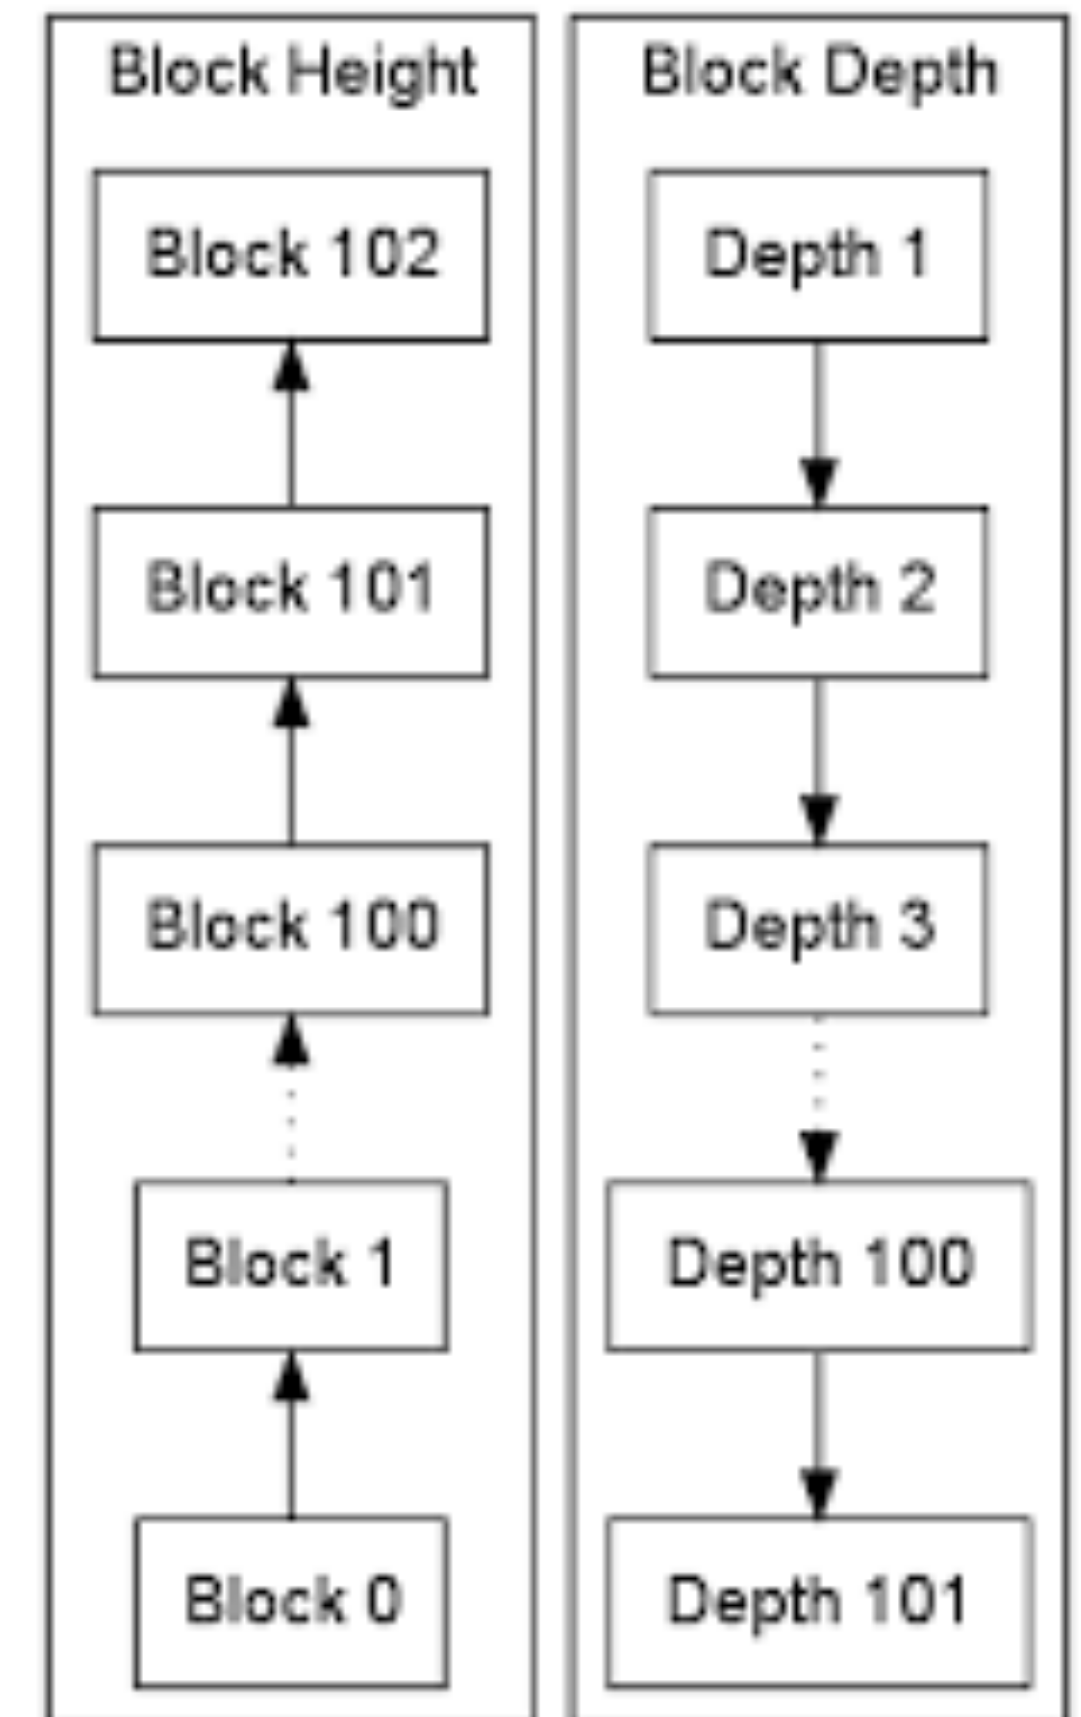 Block Height
Block 102
Block 101
Block 100
Block 1
Block 0
Block Depth
Depth 1
Depth 2
Depth 3
Depth 100
Depth 101